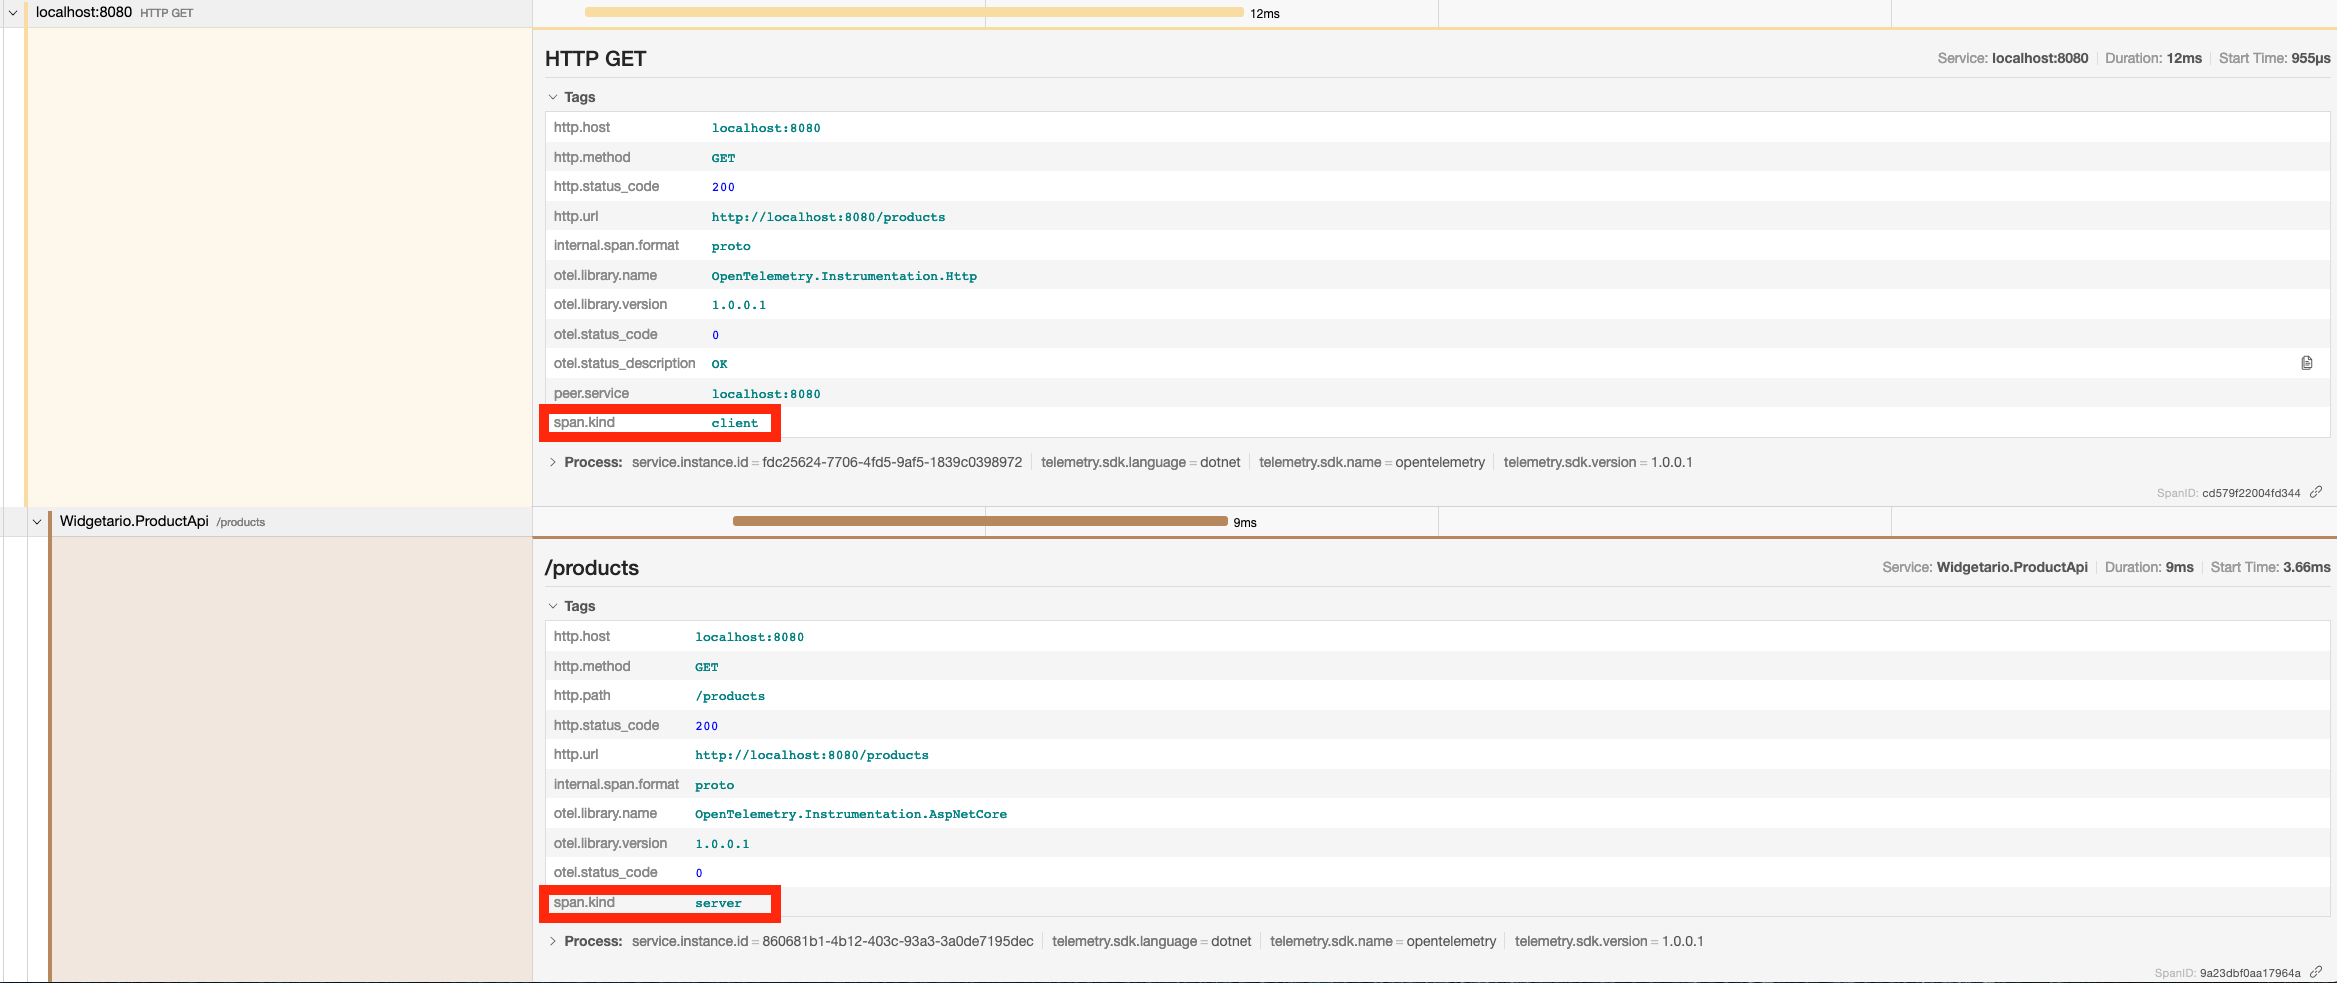 localhost:8080 HTTP GET 12ms
HTTP GET Service: localhost:8080 Duration: 12ms Start Time: 955μs
Tags
http.host localhost:8080
http.method GET
http.status_code 200
http.url http://localhost:8080/products
internal.span.format proto
otel.library.name OpenTelemetry.Instrumentation.Http
otel.library.version 1.0.0.1
otel.status_code 0
otel.status_description OK
peer.service localhost:8080
span.kind client
Process: service.instance.id = fdc25624-7706-4fd5-9af5-1839c0398972 telemetry.sdk.language = dotnet telemetry.sdk.name = opentelemetry telemetry.sdk.version = 1.0.0.1
SpanID: cd579f22004fd344
Widgetario.ProductApi /products 9ms
/products Service: Widgetario.ProductApi Duration: 9ms Start Time: 3.66ms
Tags
http.host localhost:8080
http.method GET
http.path /products
http.status_code 200
http.url http://localhost:8080/products
internal.span.format proto
otel.library.name OpenTelemetry.Instrumentation.AspNetCore
otel.library.version 1.0.0.1
otel.status_code 0
span.kind server
Process: service.instance.id = 860681b1-4b12-403c-93a3-3a0de7195dec telemetry.sdk.language = dotnet telemetry.sdk.name = opentelemetry telemetry.sdk.version = 1.0.0.1
SpanID: 9a23dbf0aa17964a